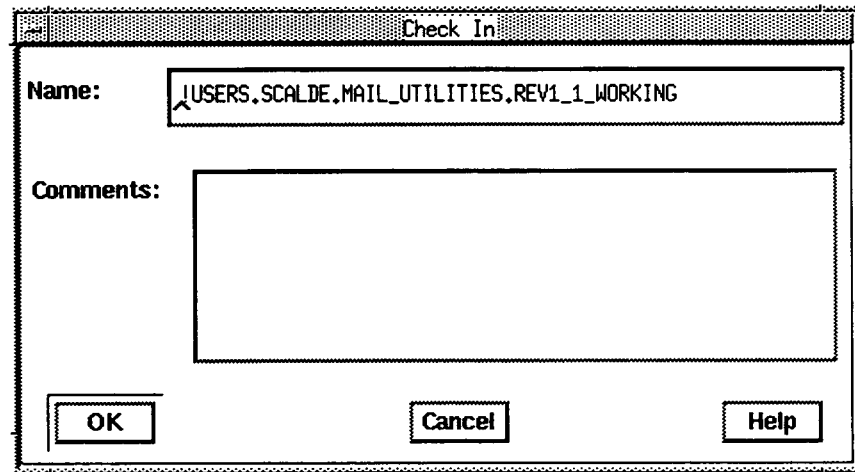 Check In
Name: !USERS.SCALDE.MAIL_UTILITIES.REV1_1_WORKING
Comments:
OK Cancel Help